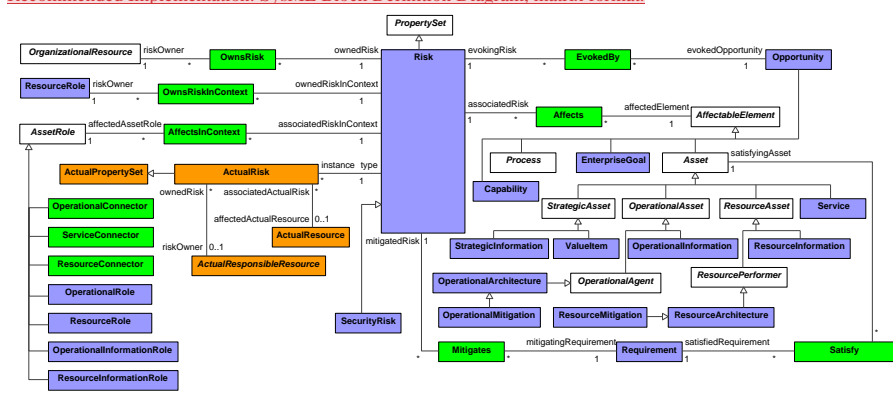 PropertySet
OrganizationalResource
riskOwner
1
*
OwnsRisk
*
ownedRisk
1
Risk
evokingRisk
1
*
EvokedBy
*
evokedOpportunity
1
Opportunity
ResourceRole
riskOwner
1
*
OwnsRiskInContext
*
ownedRiskInContext
1
AssetRole
affectedAssetRole
1
*
AffectsInContext
*
associatedRiskInContext
1
associatedRisk
1
*
Affects
*
affectedElement
1
AffectableElement
ActualPropertySet
ActualRisk
instance
*
type
1
ownedRisk
*
associatedActualRisk
*
affectedActualResource
0..1
ActualResource
riskOwner
0..1
ActualResponsibleResource
Process
EnterpriseGoal
Asset
satisfyingAsset
1
Capability
StrategicAsset
OperationalAsset
ResourceAsset
Service
StrategicInformation
ValueItem
OperationalInformation
ResourceInformation
OperationalConnector
ServiceConnector
ResourceConnector
OperationalRole
ResourceRole
OperationalInformationRole
ResourceInformationRole
mitigatedRisk
1
OperationalArchitecture
OperationalAgent
ResourcePerformer
OperationalMitigation
ResourceMitigation
ResourceArchitecture
SecurityRisk
*
Mitigates
*
mitigatingRequirement
1
Requirement
satisfiedRequirement
1
*
Satisfy
*